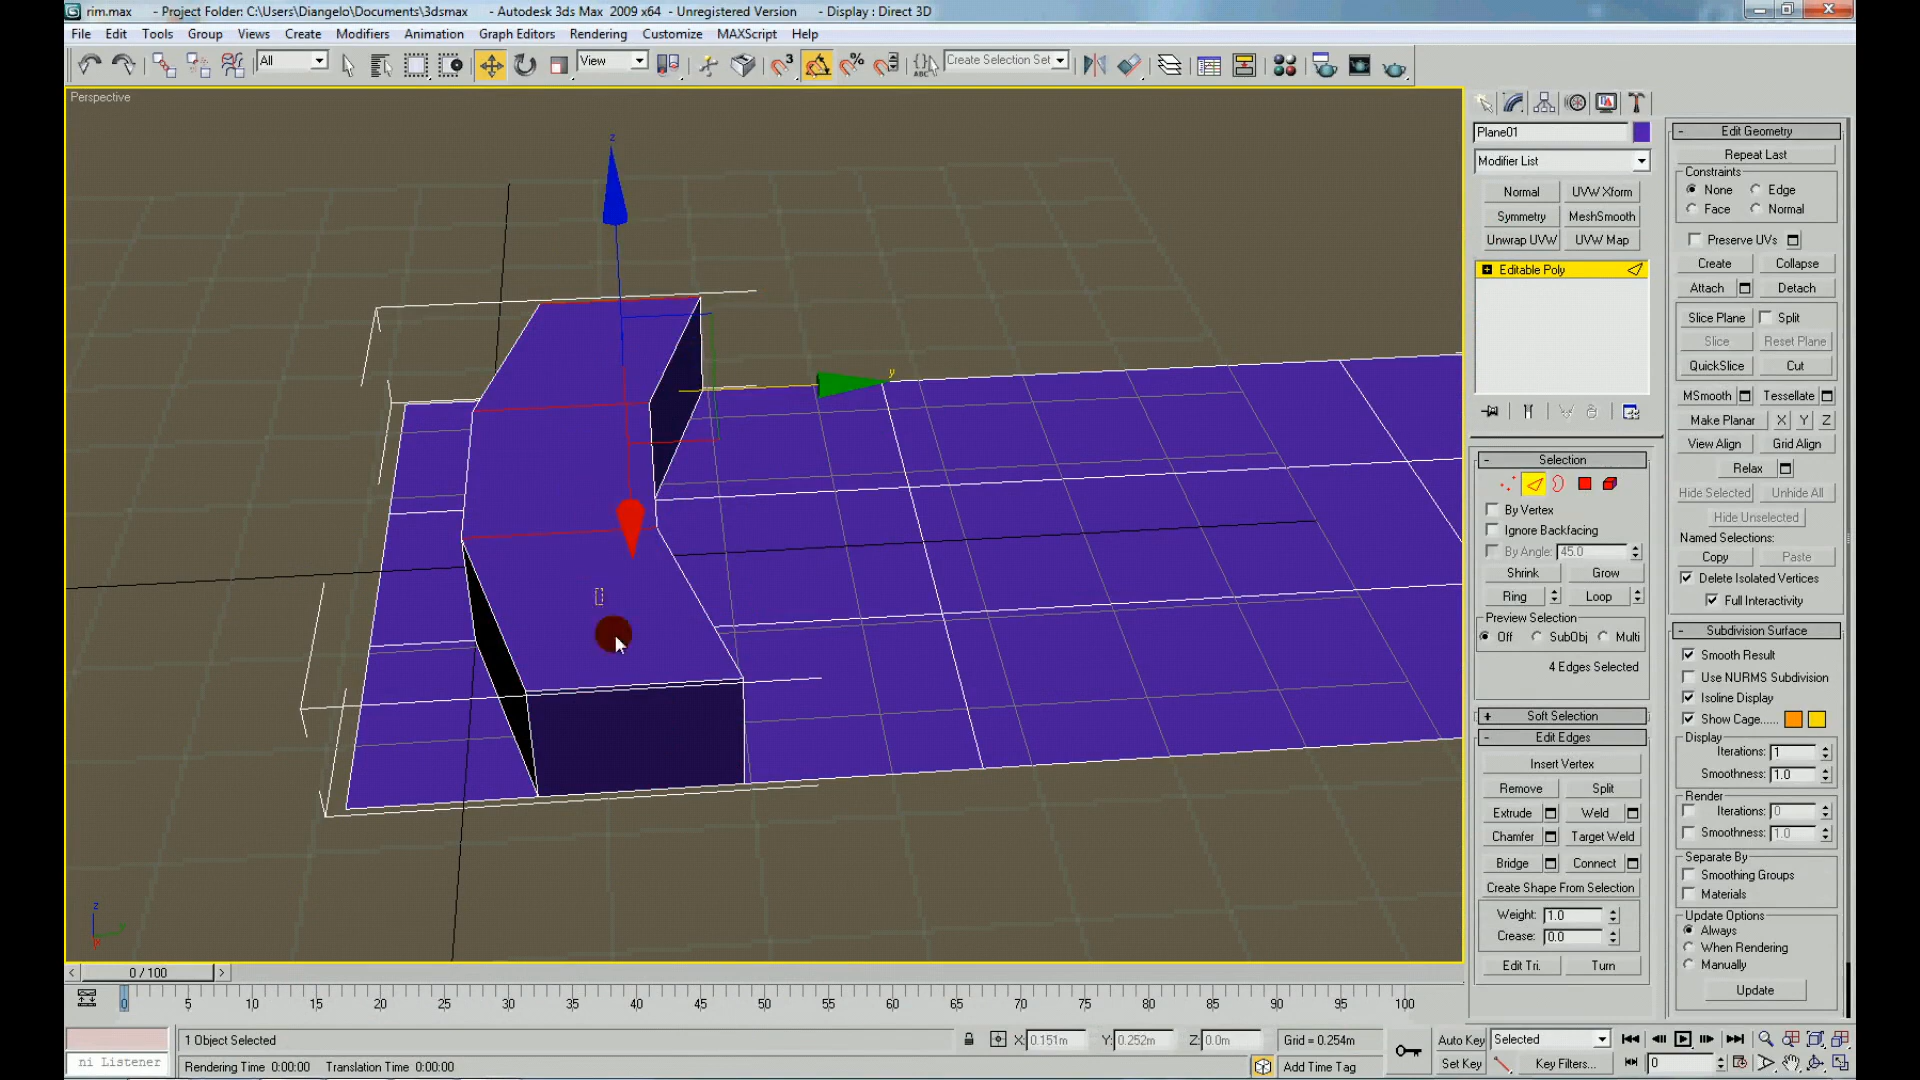 rim.max - Project Folder: C:\Users\Diangelo\Documents\3dsmax - Autodesk 3ds Max 2009 x64 - Unregistered Version - Display : Direct 3D
File Edit Tools Group Views Create Modifiers Animation Graph Editors Rendering Customize MAXScript Help
All View Create Selection Set
Perspective
z
y
z
y
x
Plane01
Modifier List
Normal UVW Xform
Symmetry MeshSmooth
Unwrap UVW UVW Map
Editable Poly
Selection
By Vertex
Ignore Backfacing
By Angle: 45.0
Shrink Grow
Ring Loop
Preview Selection
Off SubObj Multi
4 Edges Selected
Soft Selection
Edit Edges
Insert Vertex
Remove Split
Extrude Weld
Chamfer Target Weld
Bridge Connect
Create Shape From Selection
Weight: 1.0
Crease: 0.0
Edit Tri. Turn
Edit Geometry
Repeat Last
Constraints
None Edge
Face Normal
Preserve UVs
Create Collapse
Attach Detach
Slice Plane Split
Slice Reset Plane
QuickSlice Cut
MSmooth Tessellate
Make Planar X Y Z
View Align Grid Align
Relax
Hide Selected Unhide All
Hide Unselected
Named Selections:
Copy Paste
Delete Isolated Vertices
Full Interactivity
Subdivision Surface
Smooth Result
Use NURMS Subdivision
Isoline Display
Show Cage......
Display
Iterations: 1
Smoothness: 1.0
Render
Iterations: 0
Smoothness: 1.0
Separate By
Smoothing Groups
Materials
Update Options
Always
When Rendering
Manually
Update
< 0 / 100 >
0 5 10 15 20 25 30 35 40 45 50 55 60 65 70 75 80 85 90 95 100
1 Object Selected X: 0.151m Y: 0.252m Z: 0.0m Grid = 0.254m Auto Key Selected
ni Listener Rendering Time 0:00:00 Translation Time 0:00:00 Add Time Tag Set Key Key Filters... 0